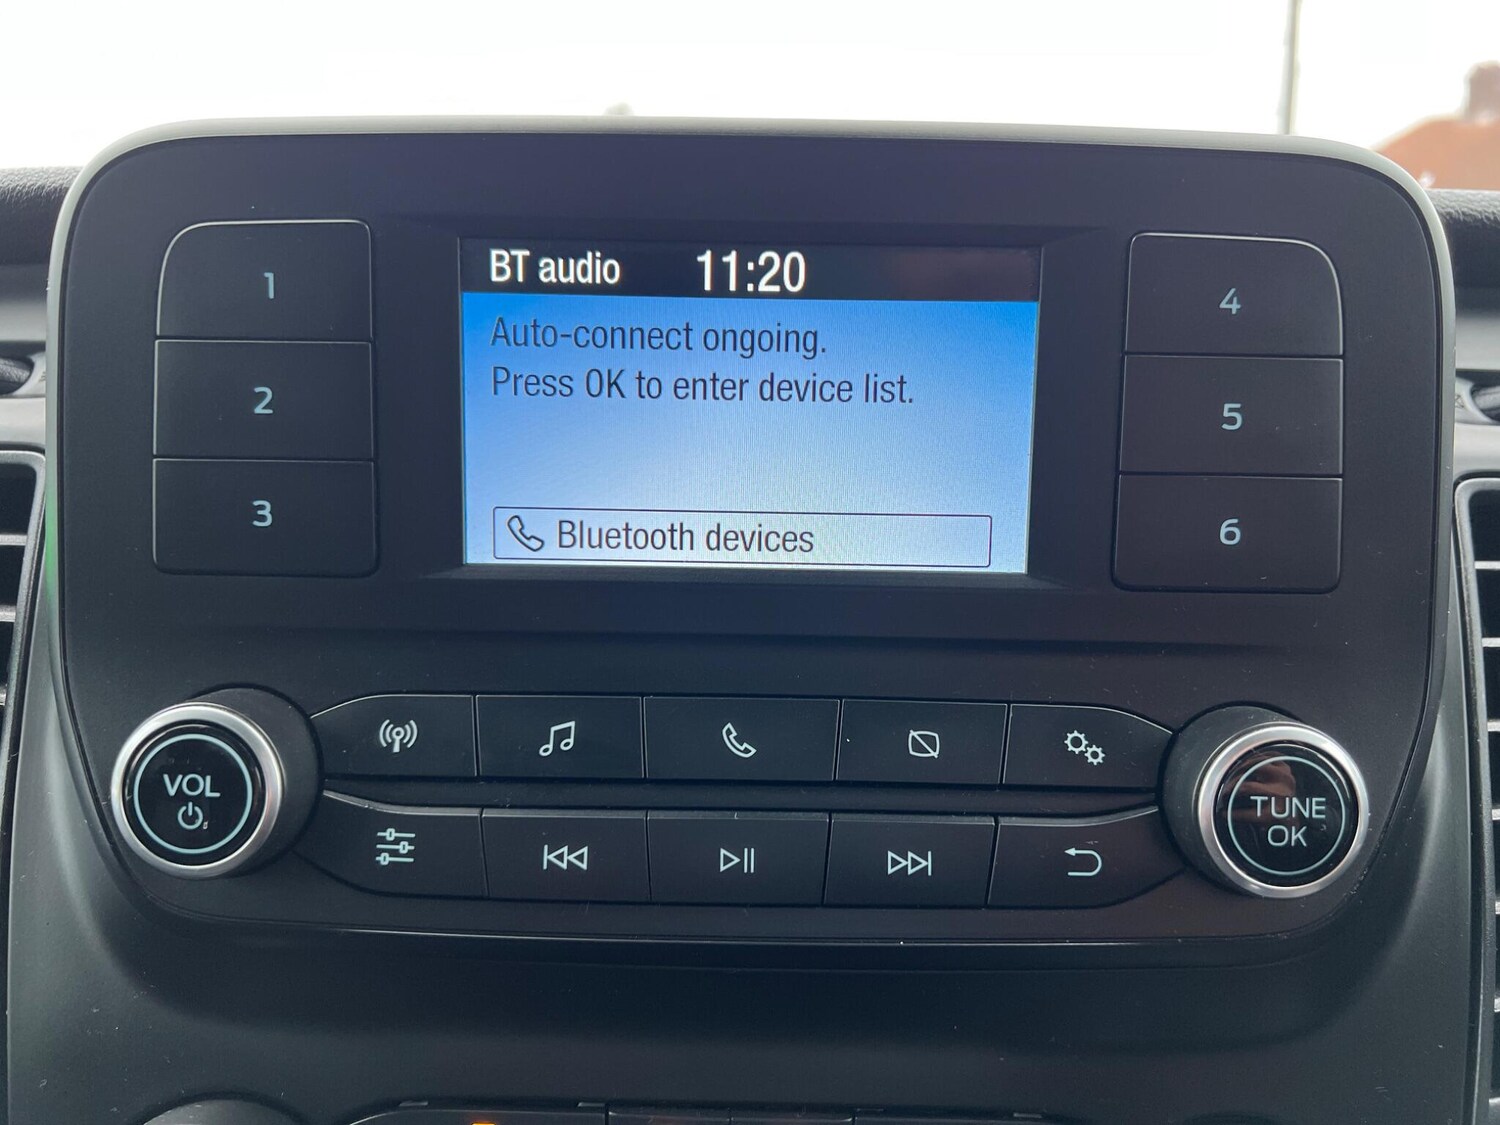 BT audio 11:20
Auto-connect ongoing.
Press OK to enter device list.
Bluetooth devices
1
2
3
4
5
6
VOL
TUNE
OK